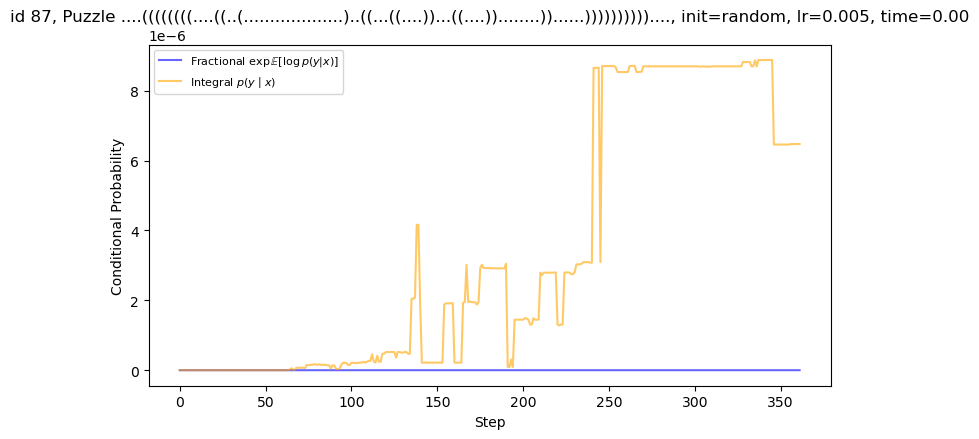 id 87, Puzzle ....((((((((....((..(....................)..((...((....))...((....))........))......))))))))))...., init=random, lr=0.005, time=0.00
1e−6
Fractional exp𝔼[log p(y|x)]
Integral p(y | x)
8
6
4
2
0
Conditional Probability
0 50 100 150 200 250 300 350
Step